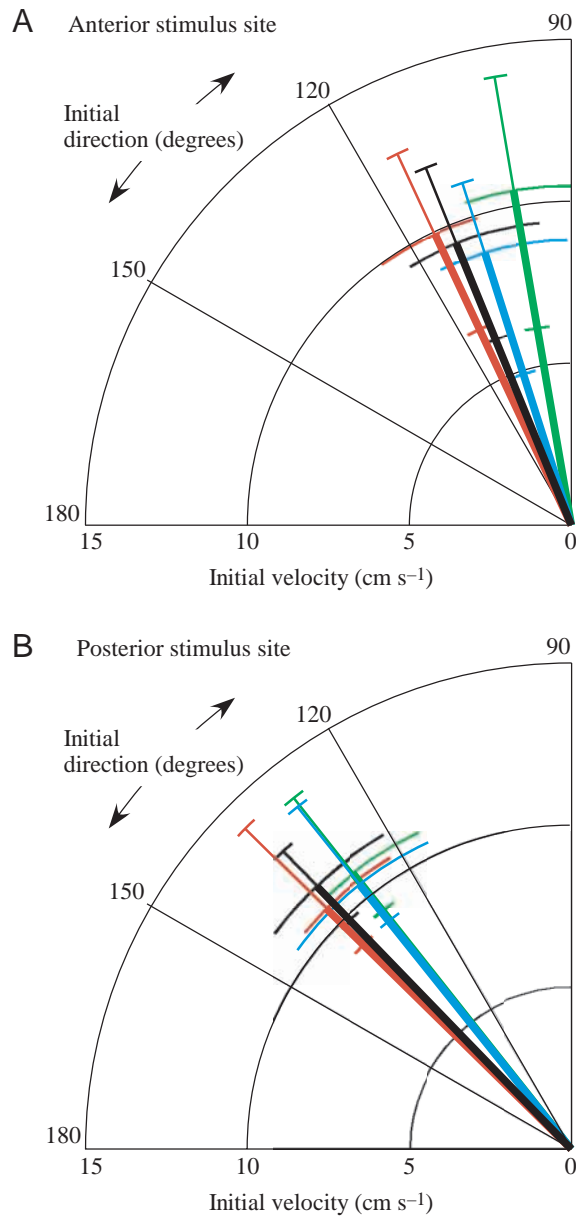 A Anterior stimulus site
90
120
Initial
direction (degrees)
150
180
15 10 5 0
Initial velocity (cm s⁻¹)
B Posterior stimulus site
90
120
Initial
direction (degrees)
150
180
15 10 5 0
Initial velocity (cm s⁻¹)